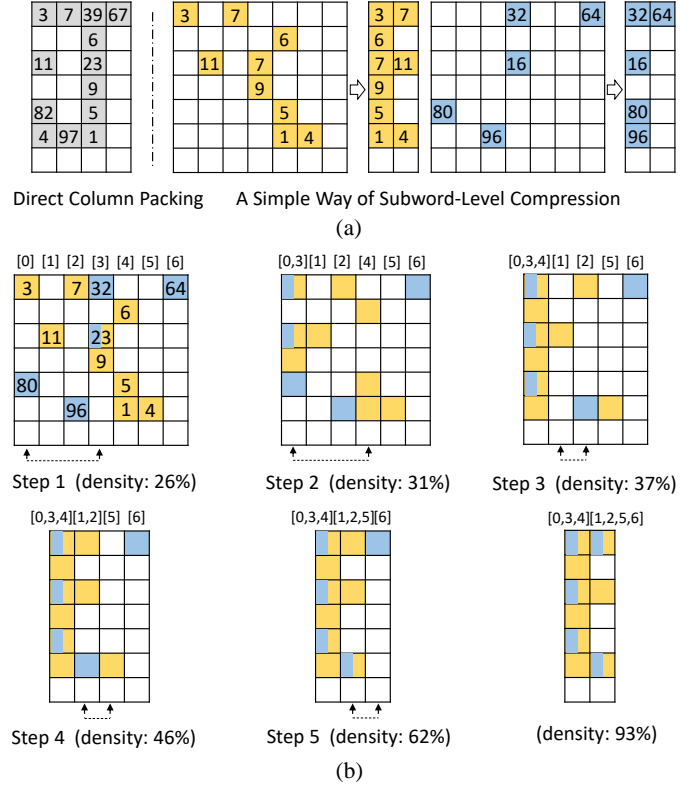 3 7 39 67 3 7 3 7 32 64 32 64
6 6 6
11 23 11 7 7 11 16 16
9 9 9
82 5 5 5 80 80
4 97 1 1 4 1 4 96 96
Direct Column Packing A Simple Way of Subword-Level Compression
(a)
[0] [1] [2] [3] [4] [5] [6] [0,3][1] [2] [4] [5] [6] [0,3,4] [1] [2] [5] [6]
3 7 32 64
6
11 23
9
80 5
96 1 4
Step 1 (density: 26%) Step 2 (density: 31%) Step 3 (density: 37%)
[0,3,4][1,2][5] [6] [0,3,4][1,2,5][6] [0,3,4][1,2,5,6]
Step 4 (density: 46%) Step 5 (density: 62%) (density: 93%)
(b)